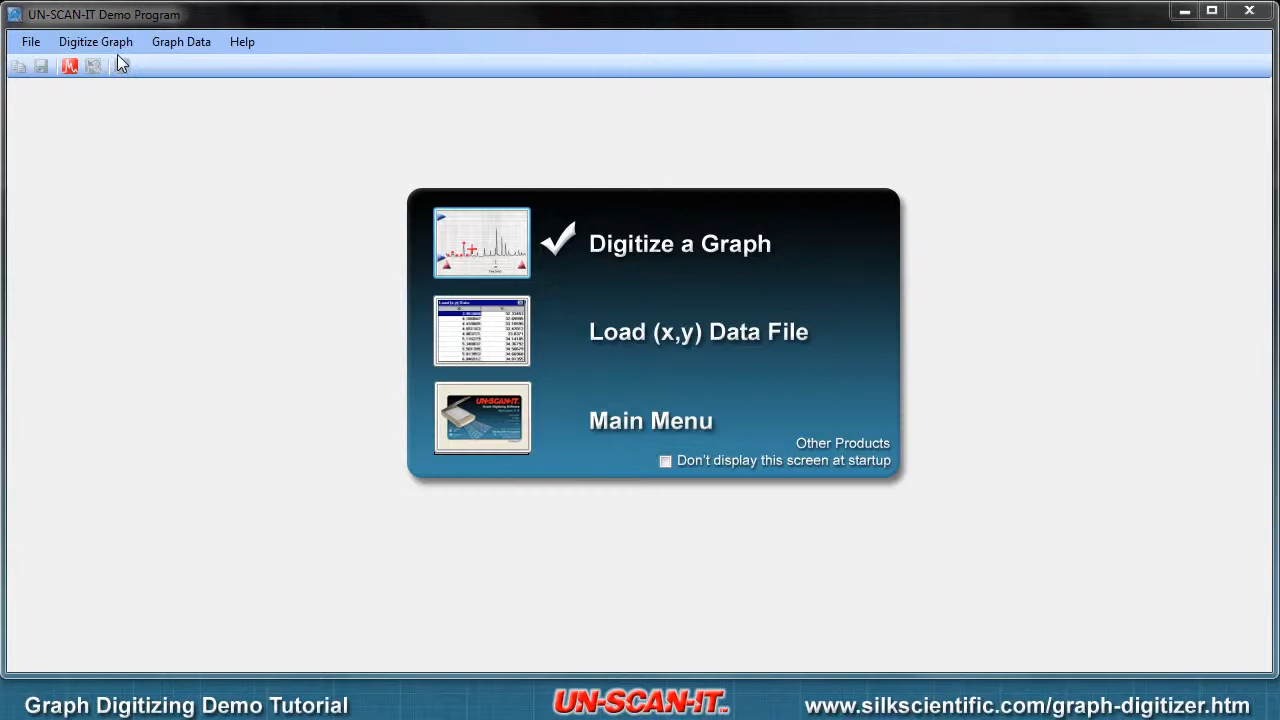 UN-SCAN-IT Demo Program
File Digitize Graph Graph Data Help
Digitize a Graph
Load (x,y) Data File
Main Menu
Other Products
Don't display this screen at startup
Graph Digitizing Demo Tutorial
UN-SCAN-IT™
www.silkscientific.com/graph-digitizer.htm